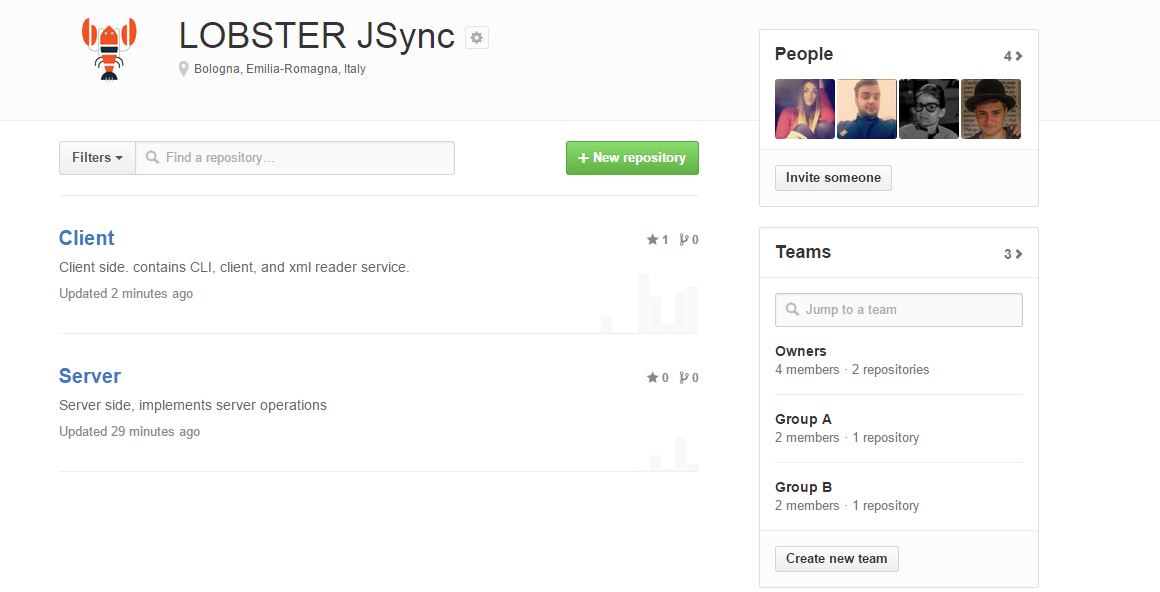 LOBSTER JSync
Bologna, Emilia-Romagna, Italy
Filters
Find a repository…
+ New repository
Client
1 0
Client side. contains CLI, client, and xml reader service.
Updated 2 minutes ago
Server
0 0
Server side, implements server operations
Updated 29 minutes ago
People
4
Invite someone
Teams
3
Jump to a team
Owners
4 members · 2 repositories
Group A
2 members · 1 repository
Group B
2 members · 1 repository
Create new team